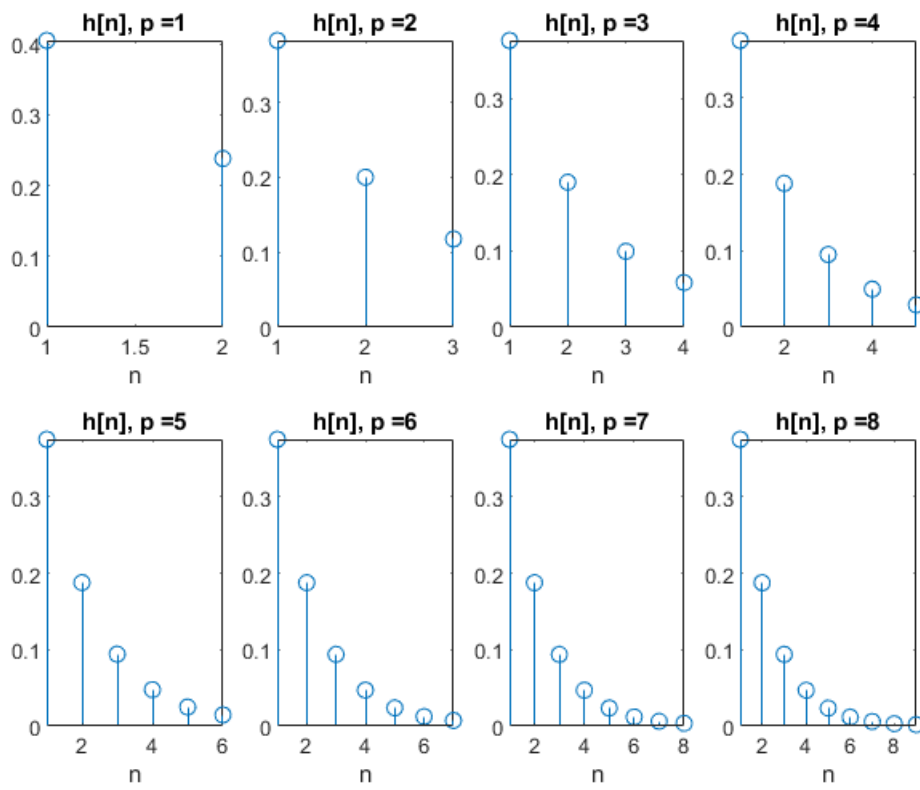 h[n], p =1
0.4
0.3
0.2
0.1
0
1 1.5 2
n
h[n], p =2
0.3
0.2
0.1
0
1 2 3
n
h[n], p =3
0.3
0.2
0.1
0
1 2 3 4
n
h[n], p =4
0.3
0.2
0.1
0
2 4
n
h[n], p =5
0.3
0.2
0.1
0
2 4 6
n
h[n], p =6
0.3
0.2
0.1
0
2 4 6
n
h[n], p =7
0.3
0.2
0.1
0
2 4 6 8
n
h[n], p =8
0.3
0.2
0.1
0
2 4 6 8
n